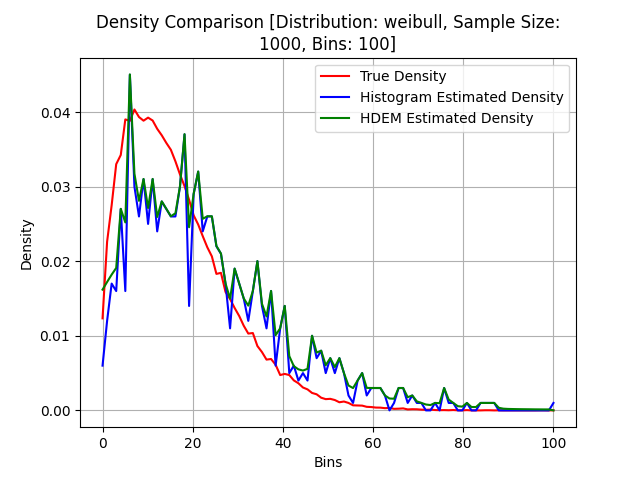 Density Comparison [Distribution: weibull, Sample Size:
1000, Bins: 100]
True Density
Histogram Estimated Density
HDEM Estimated Density
Density
0.04
0.03
0.02
0.01
0.00
0 20 40 60 80 100
Bins